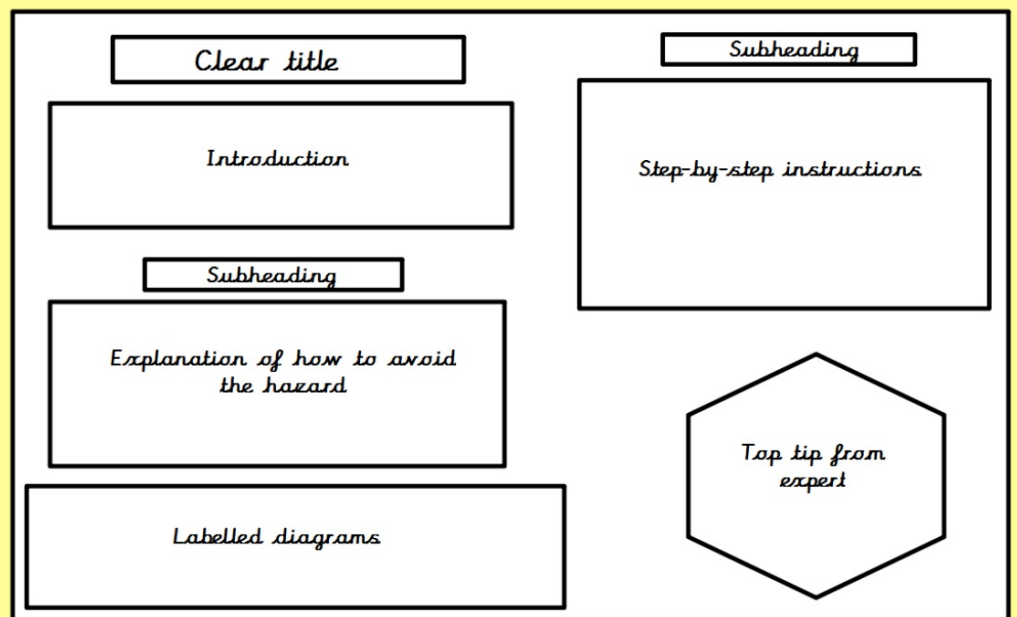 Clear title
Introduction
Subheading
Explanation of how to avoid
the hazard
Labelled diagrams
Subheading
Step-by-step instructions
Top tip from
expert